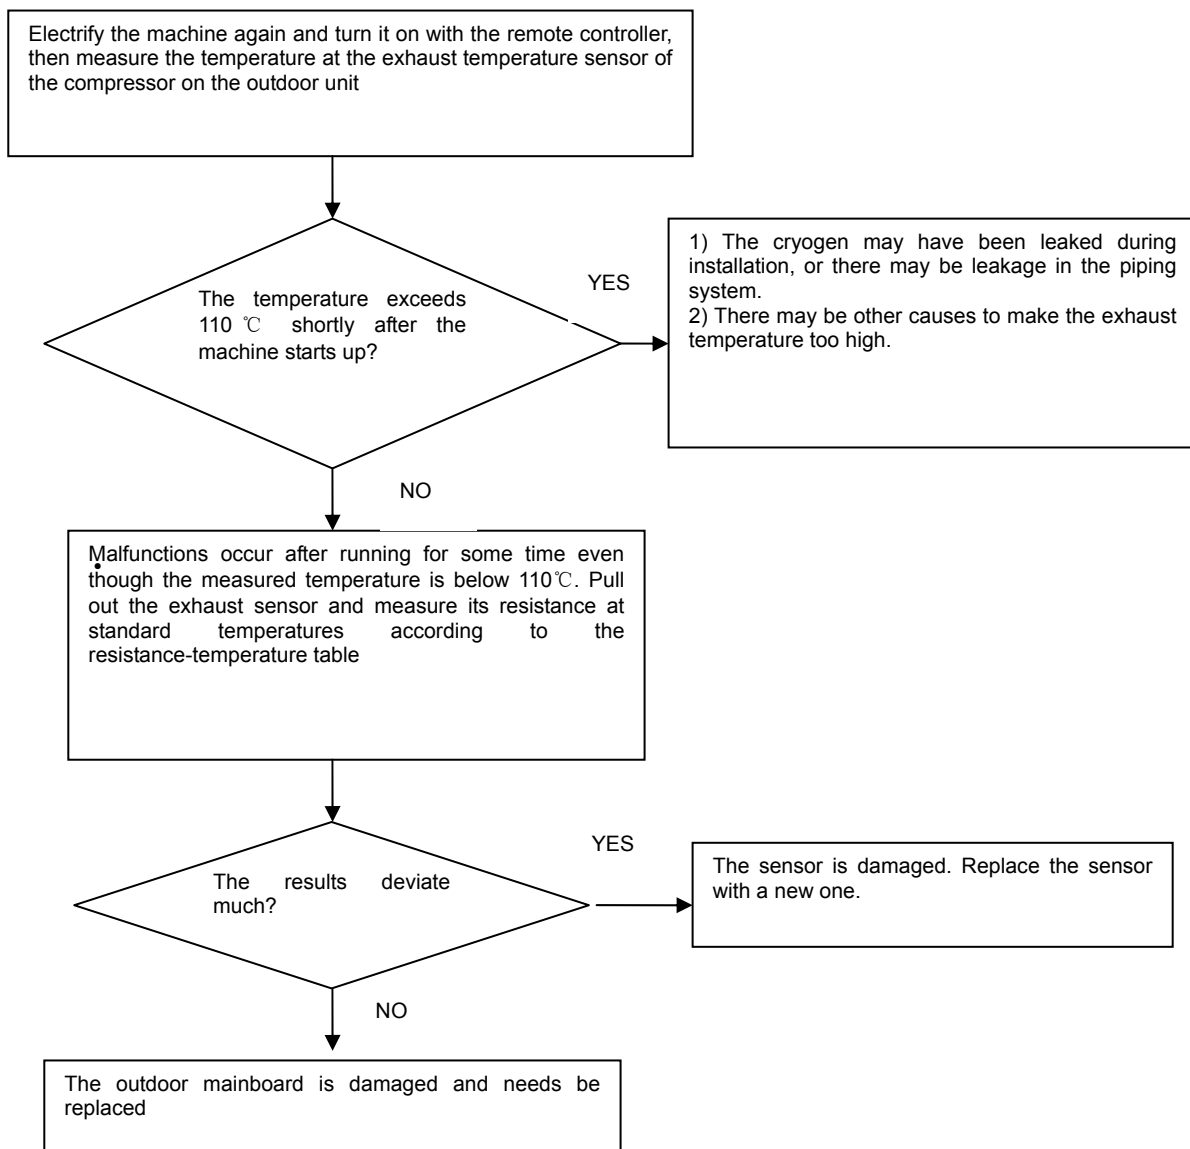 Electrify the machine again and turn it on with the remote controller,
then measure the temperature at the exhaust temperature sensor of
the compressor on the outdoor unit
The temperature exceeds
110 ℃ shortly after the
machine starts up?
YES
1) The cryogen may have been leaked during
installation, or there may be leakage in the piping
system.
2) There may be other causes to make the exhaust
temperature too high.
NO
Malfunctions occur after running for some time even
though the measured temperature is below 110℃. Pull
out the exhaust sensor and measure its resistance at
standard temperatures according to the
resistance-temperature table
The results deviate
much?
YES
The sensor is damaged. Replace the sensor
with a new one.
NO
The outdoor mainboard is damaged and needs be
replaced